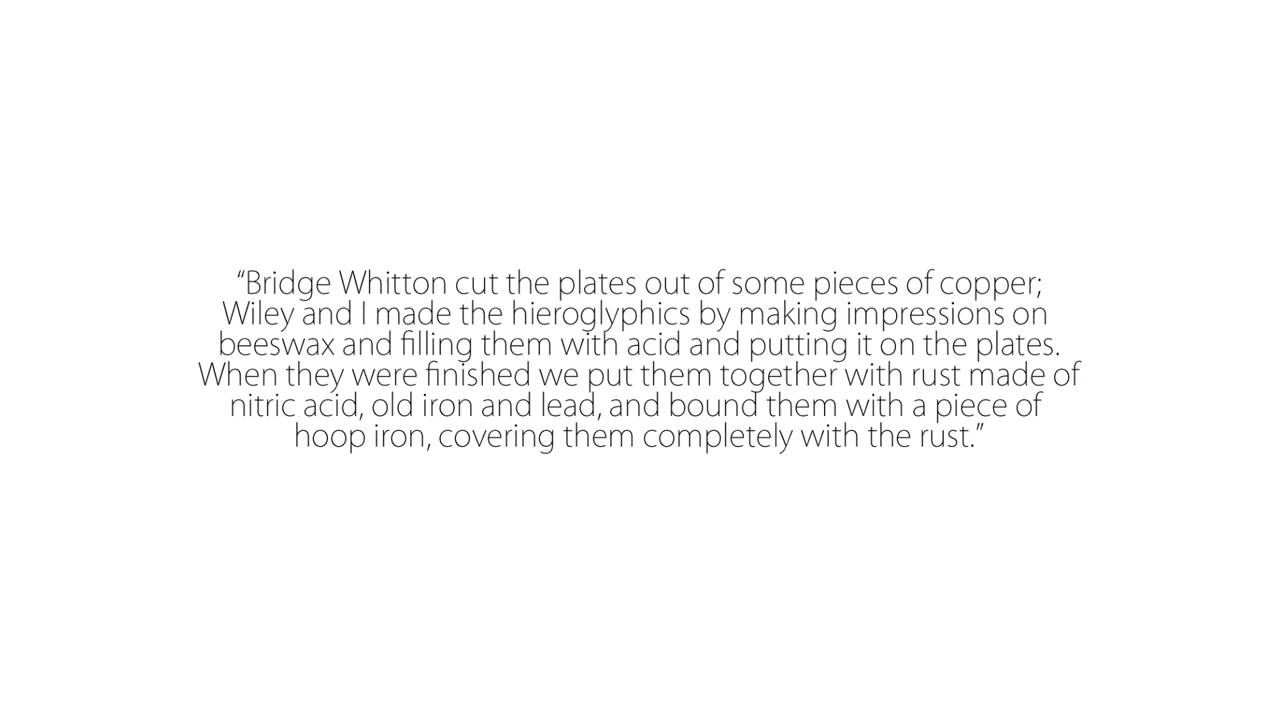 “Bridge Whitton cut the plates out of some pieces of copper;
Wiley and I made the hieroglyphics by making impressions on
beeswax and filling them with acid and putting it on the plates.
When they were finished we put them together with rust made of
nitric acid, old iron and lead, and bound them with a piece of
hoop iron, covering them completely with the rust.”